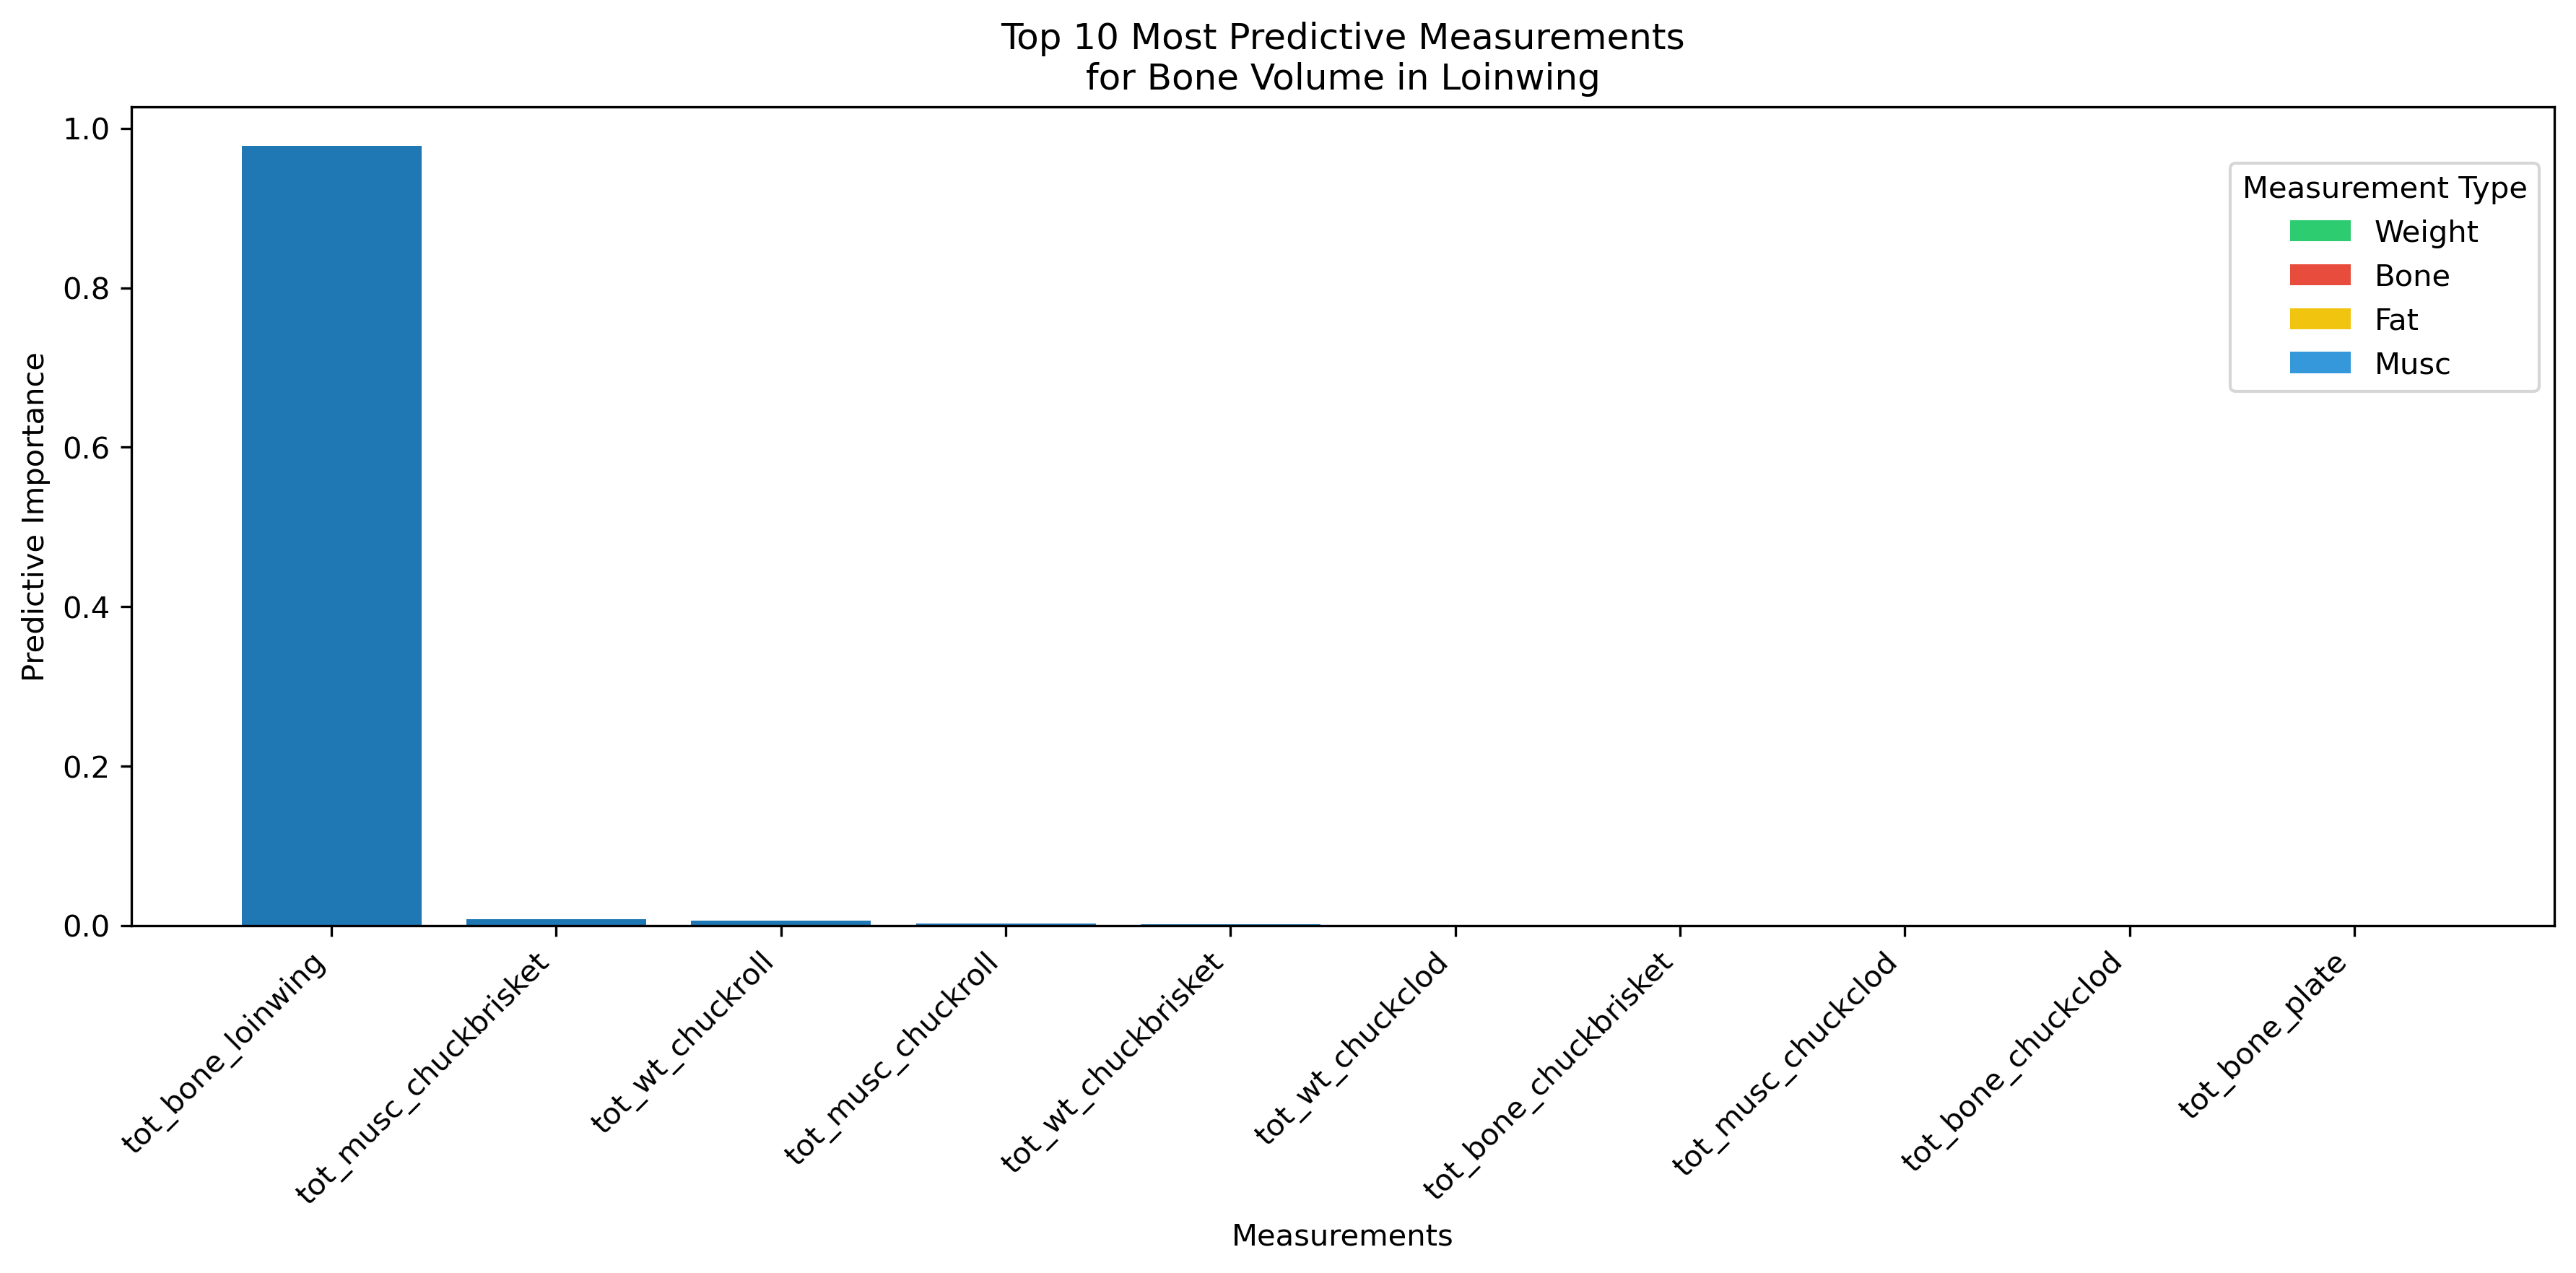 Top 10 Most Predictive Measurements
for Bone Volume in Loinwing
Predictive Importance
1.0
0.8
0.6
0.4
0.2
0.0
Measurement Type
Weight
Bone
Fat
Musc
tot_bone_loinwing
tot_musc_chuckbrisket
tot_wt_chuckroll
tot_musc_chuckroll
tot_wt_chuckbrisket
tot_wt_chuckclod
tot_bone_chuckbrisket
tot_musc_chuckclod
tot_bone_chuckclod
tot_bone_plate
Measurements